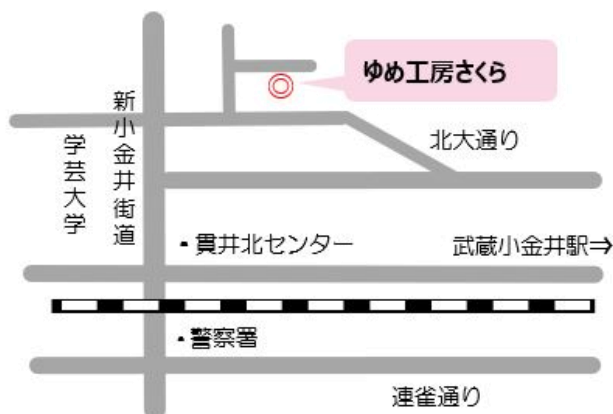 ゆめ工房さくら
新小金井街道
学芸大学
北大通り
・貫井北センター
武蔵小金井駅→
・警察署
連雀通り